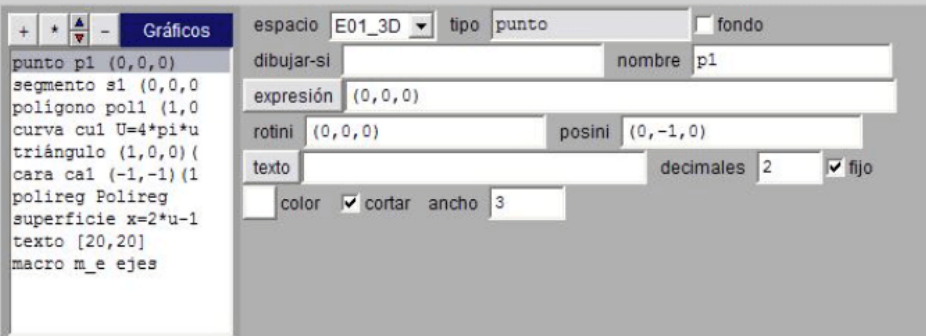 + * - Gráficos
punto p1 (0,0,0)
segmento s1 (0,0,0
polígono pol1 (1,0
curva cu1 U=4*pi*u
triángulo (1,0,0)(
cara ca1 (-1,-1)(1
polireg Polireg
superficie x=2*u-1
texto [20,20]
macro m_e ejes
espacio E01_3D tipo punto fondo
dibujar-si nombre p1
expresión (0,0,0)
rotini (0,0,0) posini (0,-1,0)
texto decimales 2 fijo
color cortar ancho 3